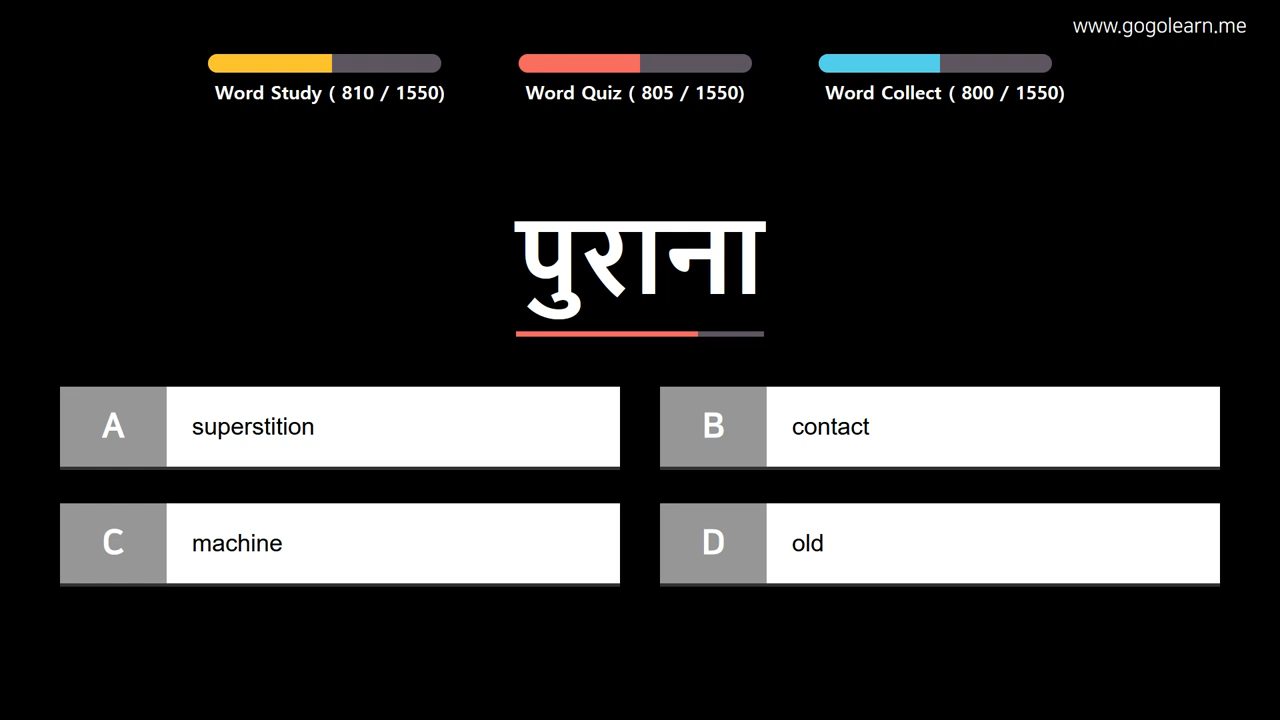 www.gogolearn.me
Word Study ( 810 / 1550)
Word Quiz ( 805 / 1550)
Word Collect ( 800 / 1550)
पुराना
A superstition
B contact
C machine
D old